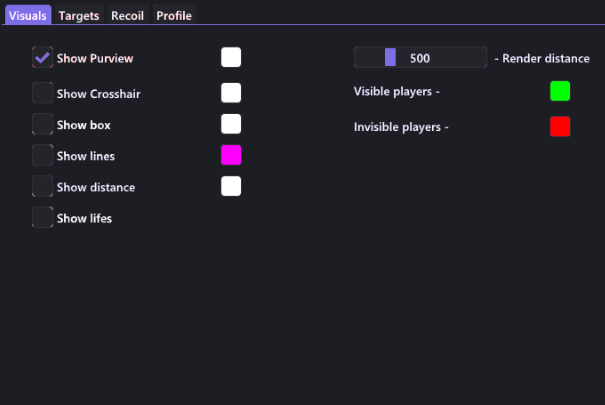 Visuals Targets Recoil Profile
Show Purview
500 - Render distance
Show Crosshair
Visible players -
Show box
Invisible players -
Show lines
Show distance
Show lifes